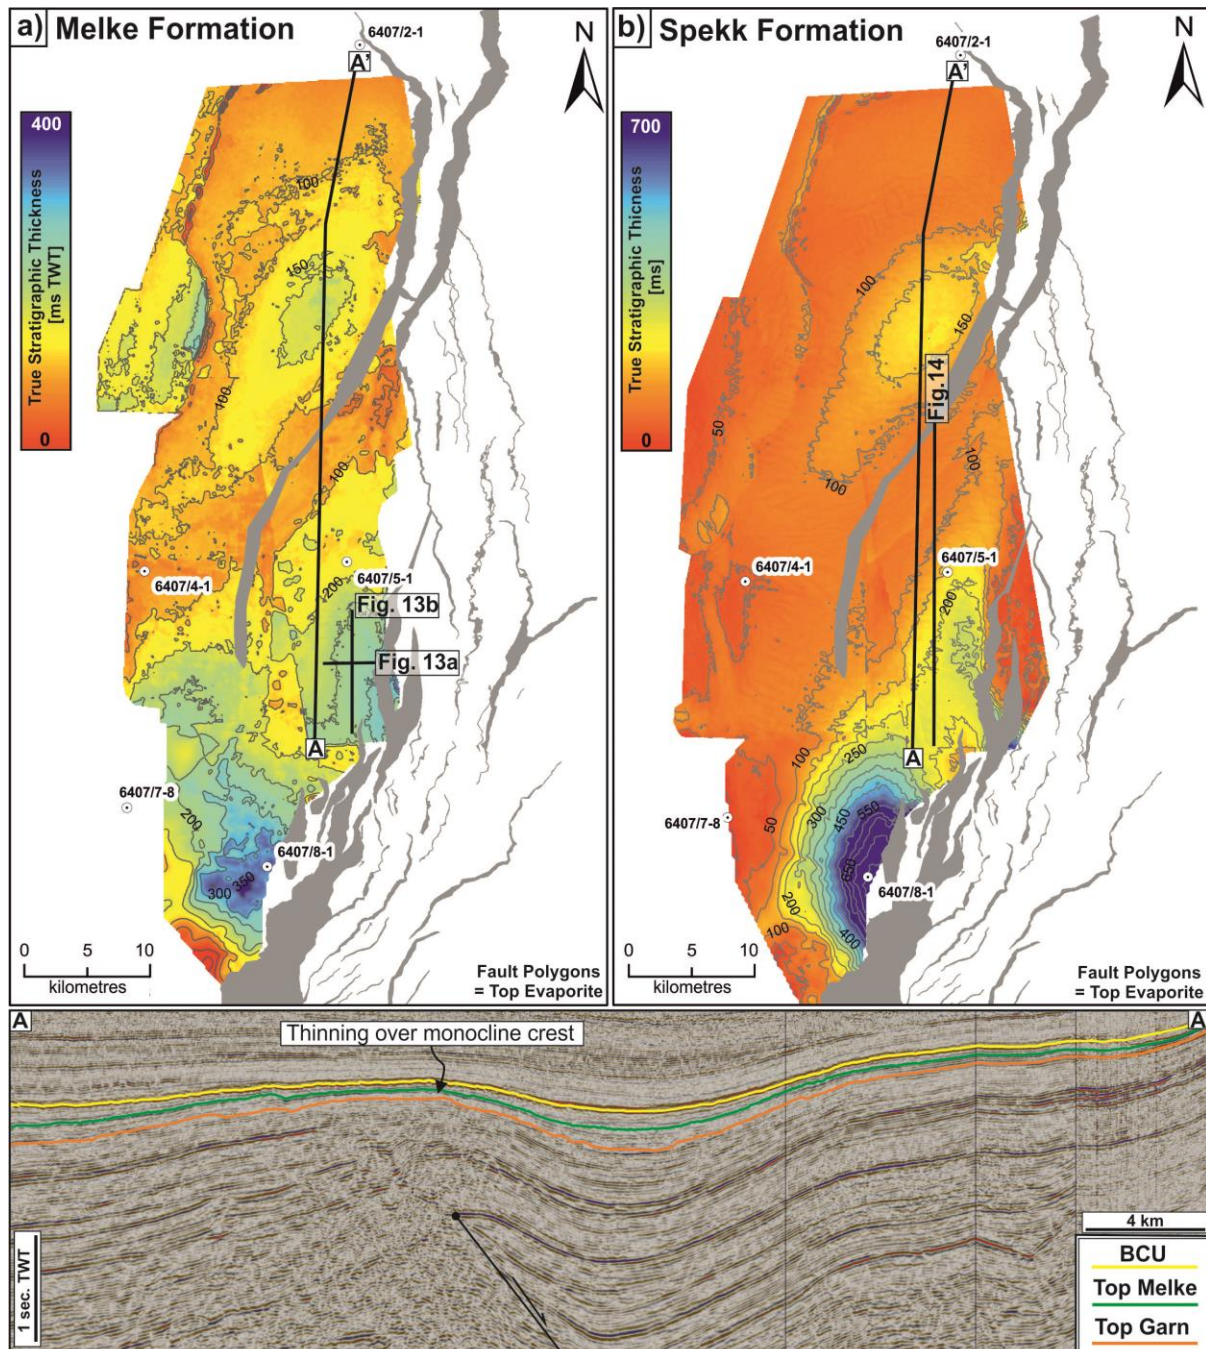 a) Melke Formation
6407/2-1
A'
N
400
True Stratigraphic Thickness
[ms TWT]
0
100
150
100
100
6407/4-1
200
6407/5-1
Fig. 13b
Fig. 13a
A
6407/7-8
200
6407/8-1
300
350
0 5 10
kilometres
Fault Polygons
= Top Evaporite
b) Spekk Formation
6407/2-1
A'
N
700
True Stratigraphic Thicness
[ms]
0
100
150
Fig.14
50
100
100
6407/4-1
6407/5-1
200
A
250
100
300
450
550
6407/7-8
50
650
6407/8-1
200
100
400
0 5 10
kilometres
Fault Polygons
= Top Evaporite
A
Thinning over monocline crest
A
1 sec. TWT
4 km
BCU
Top Melke
Top Garn